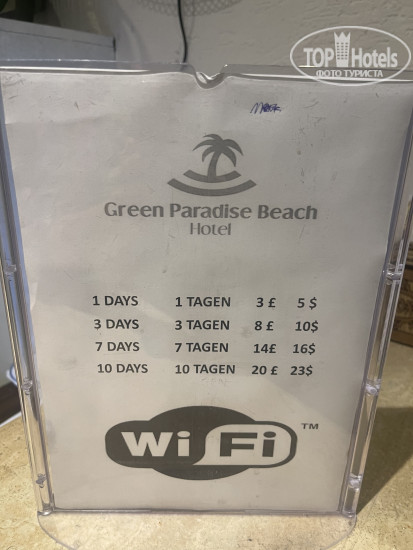 TOP Hotels
ФОТО ТУРИСТА
Green Paradise Beach
Hotel
1 DAYS 1 TAGEN 3 £ 5 $
3 DAYS 3 TAGEN 8 £ 10$
7 DAYS 7 TAGEN 14£ 16$
10 DAYS 10 TAGEN 20 £ 23$
Wi Fi TM